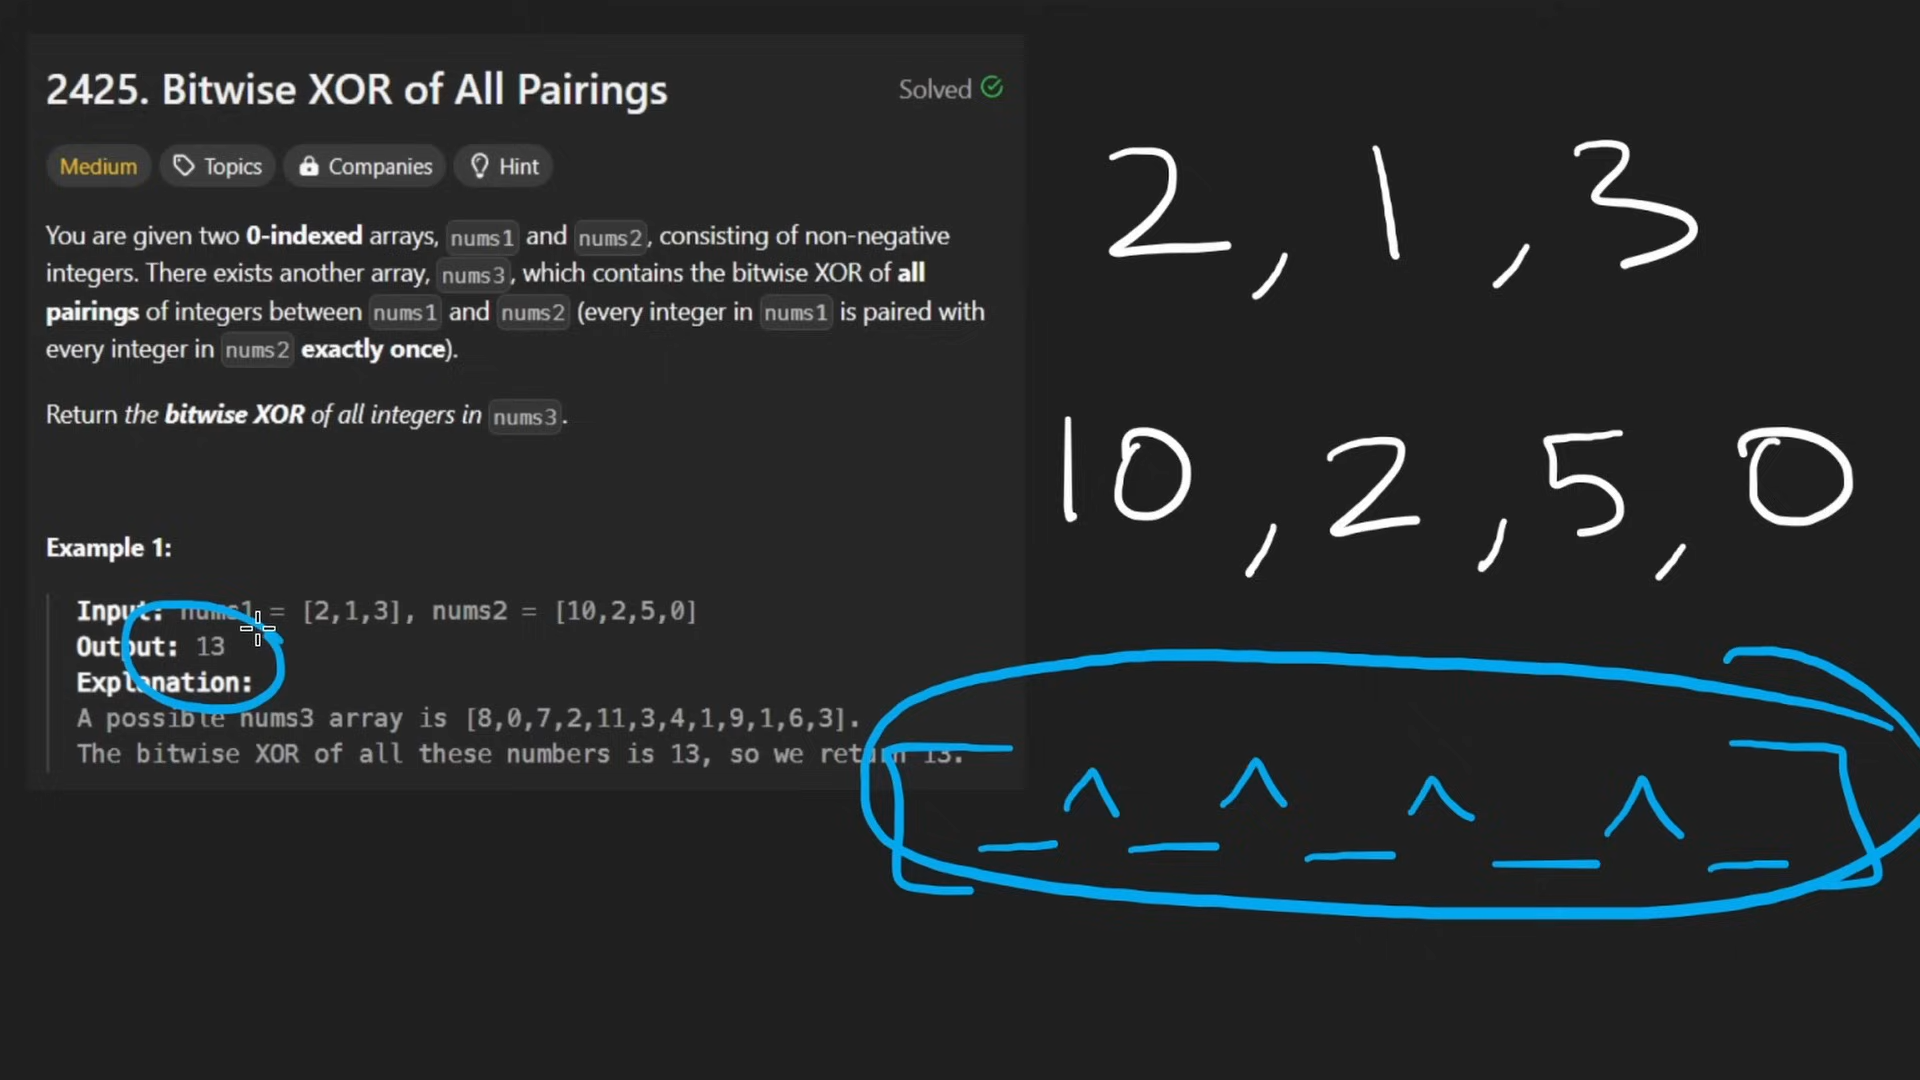 2425. Bitwise XOR of All Pairings
Solved
Medium Topics Companies Hint
You are given two 0-indexed arrays, nums1 and nums2, consisting of non-negative
integers. There exists another array, nums3, which contains the bitwise XOR of all
pairings of integers between nums1 and nums2 (every integer in nums1 is paired with
every integer in nums2 exactly once).
Return the bitwise XOR of all integers in nums3.
Example 1:
Input: nums1 = [2,1,3], nums2 = [10,2,5,0]
Output: 13
Explanation:
A possible nums3 array is [8,0,7,2,11,3,4,1,9,1,6,3].
The bitwise XOR of all these numbers is 13, so we return 13.
2, 1, 3
10, 2, 5, 0
[ _ ^ _ ^ _ ^ _ ^ _ ]